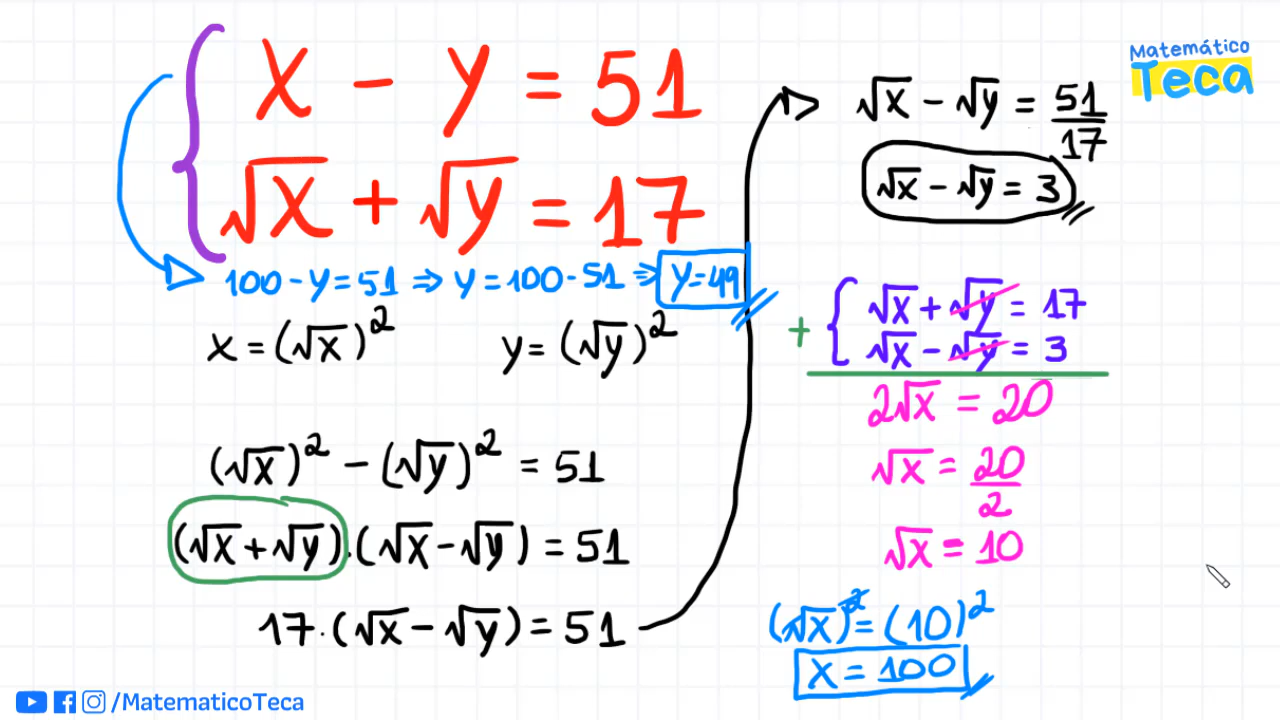 x - y = 51
√x + √y = 17
100 - y = 51 ⇒ y = 100 - 51 ⇒ y = 49
x = (√x)² y = (√y)²
(√x)² - (√y)² = 51
(√x + √y) . (√x - √y) = 51
17 . (√x - √y) = 51
√x - √y = 51/17
√x - √y = 3
+ √x + √y = 17
√x - √y = 3
2√x = 20
√x = 20/2
√x = 10
(√x)² = (10)²
x = 100
Matemático
Teca
/MatematicoTeca